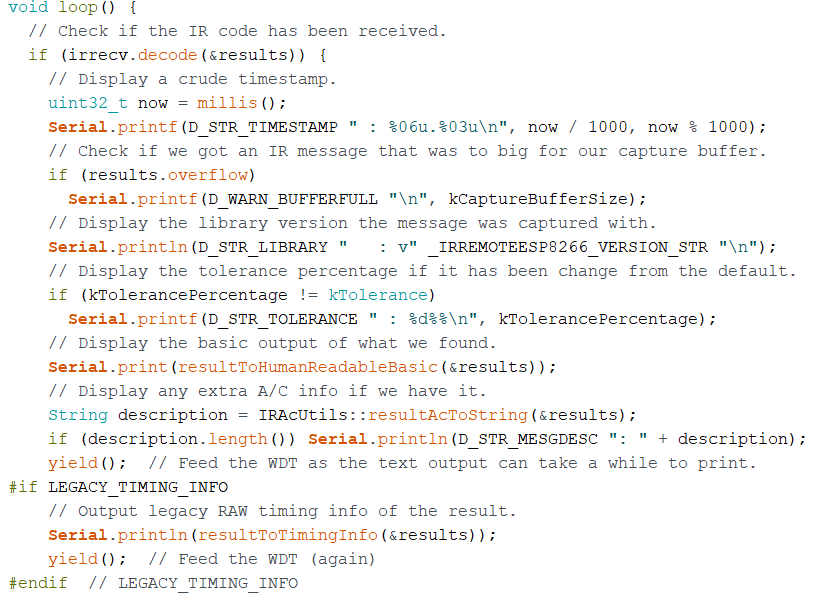 void loop() {
  // Check if the IR code has been received.
  if (irrecv.decode(&results)) {
    // Display a crude timestamp.
    uint32_t now = millis();
    Serial.printf(D_STR_TIMESTAMP " : %06u.%03u\n", now / 1000, now % 1000);
    // Check if we got an IR message that was to big for our capture buffer.
    if (results.overflow)
      Serial.printf(D_WARN_BUFFERFULL "\n", kCaptureBufferSize);
    // Display the library version the message was captured with.
    Serial.println(D_STR_LIBRARY "   : v" _IRREMOTEESP8266_VERSION_STR "\n");
    // Display the tolerance percentage if it has been change from the default.
    if (kTolerancePercentage != kTolerance)
      Serial.printf(D_STR_TOLERANCE " : %d%%\n", kTolerancePercentage);
    // Display the basic output of what we found.
    Serial.print(resultToHumanReadableBasic(&results));
    // Display any extra A/C info if we have it.
    String description = IRAcUtils::resultAcToString(&results);
    if (description.length()) Serial.println(D_STR_MESGDESC ": " + description);
    yield();  // Feed the WDT as the text output can take a while to print.
#if LEGACY_TIMING_INFO
    // Output legacy RAW timing info of the result.
    Serial.println(resultToTimingInfo(&results));
    yield();  // Feed the WDT (again)
#endif  // LEGACY_TIMING_INFO